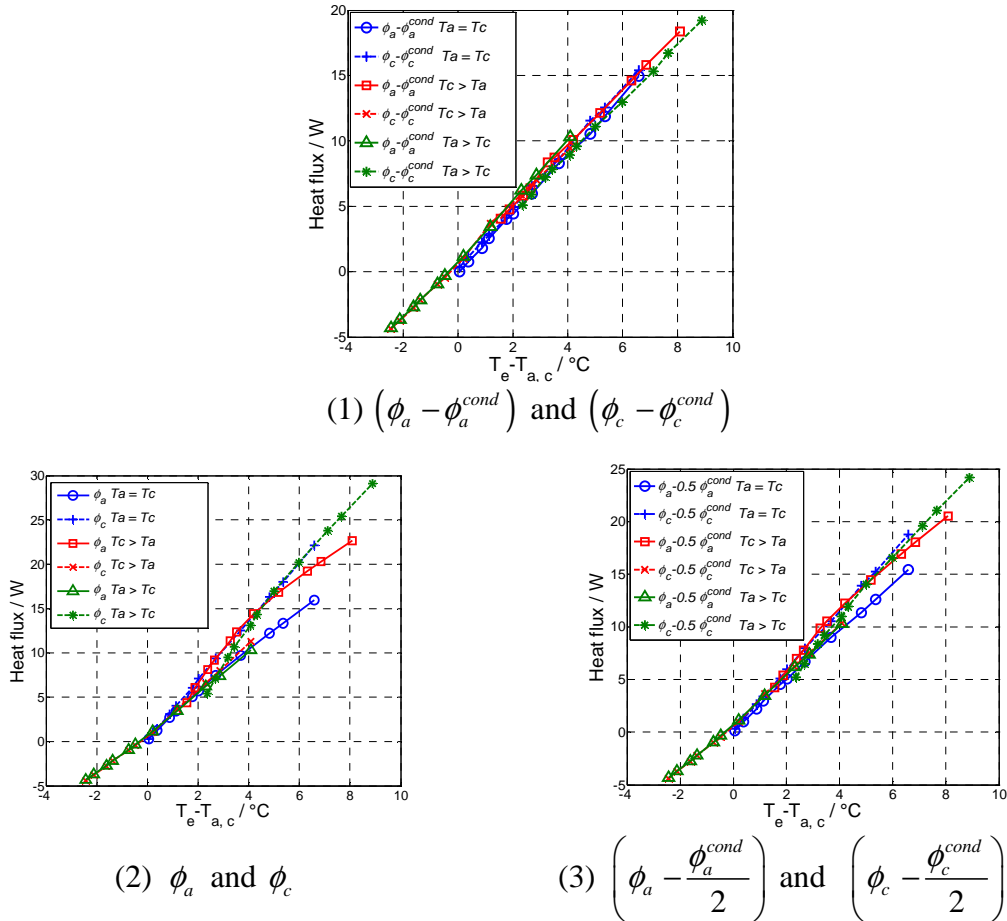 20
15
10
5
0
-5
-4
-2
0
2
4
6
8
10
Heat flux / W
T_e-T_{a, c} / °C
ϕ_a-ϕ_a^{cond} Ta = Tc
ϕ_c-ϕ_c^{cond} Ta = Tc
ϕ_a-ϕ_a^{cond} Tc > Ta
ϕ_c-ϕ_c^{cond} Tc > Ta
ϕ_a-ϕ_a^{cond} Ta > Tc
ϕ_c-ϕ_c^{cond} Ta > Tc
(1) (ϕ_a − ϕ_a^{cond}) and (ϕ_c − ϕ_c^{cond})
30
25
20
15
10
5
0
-5
-4
-2
0
2
4
6
8
10
Heat flux / W
T_e-T_{a, c} / °C
ϕ_a Ta = Tc
ϕ_c Ta = Tc
ϕ_a Tc > Ta
ϕ_c Tc > Ta
ϕ_a Ta > Tc
ϕ_c Ta > Tc
(2) ϕ_a and ϕ_c
25
20
15
10
5
0
-5
-4
-2
0
2
4
6
8
10
Heat flux / W
T_e-T_{a, c} / °C
ϕ_a-0.5 ϕ_a^{cond} Ta = Tc
ϕ_c-0.5 ϕ_c^{cond} Ta = Tc
ϕ_a-0.5 ϕ_a^{cond} Tc > Ta
ϕ_c-0.5 ϕ_c^{cond} Tc > Ta
ϕ_a-0.5 ϕ_a^{cond} Ta > Tc
ϕ_c-0.5 ϕ_c^{cond} Ta > Tc
(3) (ϕ_a − ϕ_a^{cond}/2) and (ϕ_c − ϕ_c^{cond}/2)